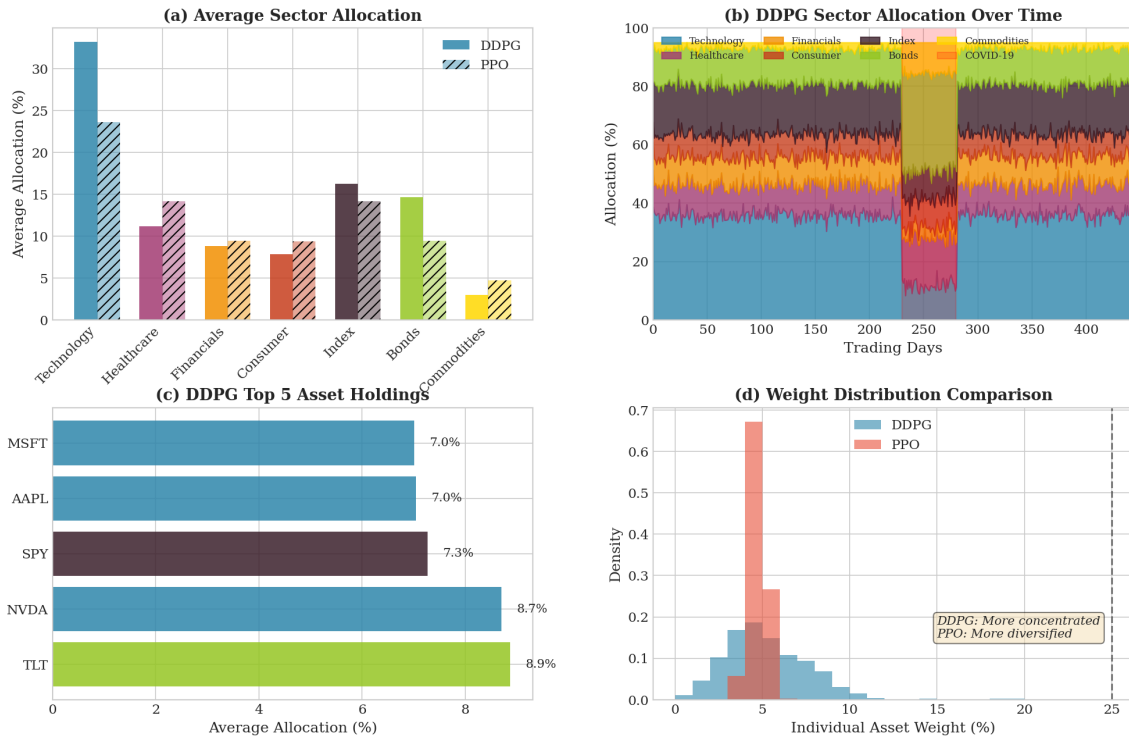 (a) Average Sector Allocation
DDPG
PPO
Average Allocation (%)
30
25
20
15
10
5
0
Technology
Healthcare
Financials
Consumer
Index
Bonds
Commodities
(b) DDPG Sector Allocation Over Time
Technology
Financials
Index
Commodities
Healthcare
Consumer
Bonds
COVID-19
Allocation (%)
100
80
60
40
20
0
0 50 100 150 200 250 300 350 400
Trading Days
(c) DDPG Top 5 Asset Holdings
MSFT 7.0%
AAPL 7.0%
SPY 7.3%
NVDA 8.7%
TLT 8.9%
0 2 4 6 8
Average Allocation (%)
(d) Weight Distribution Comparison
DDPG
PPO
Density
0.7
0.6
0.5
0.4
0.3
0.2
0.1
0.0
DDPG: More concentrated
PPO: More diversified
0 5 10 15 20 25
Individual Asset Weight (%)